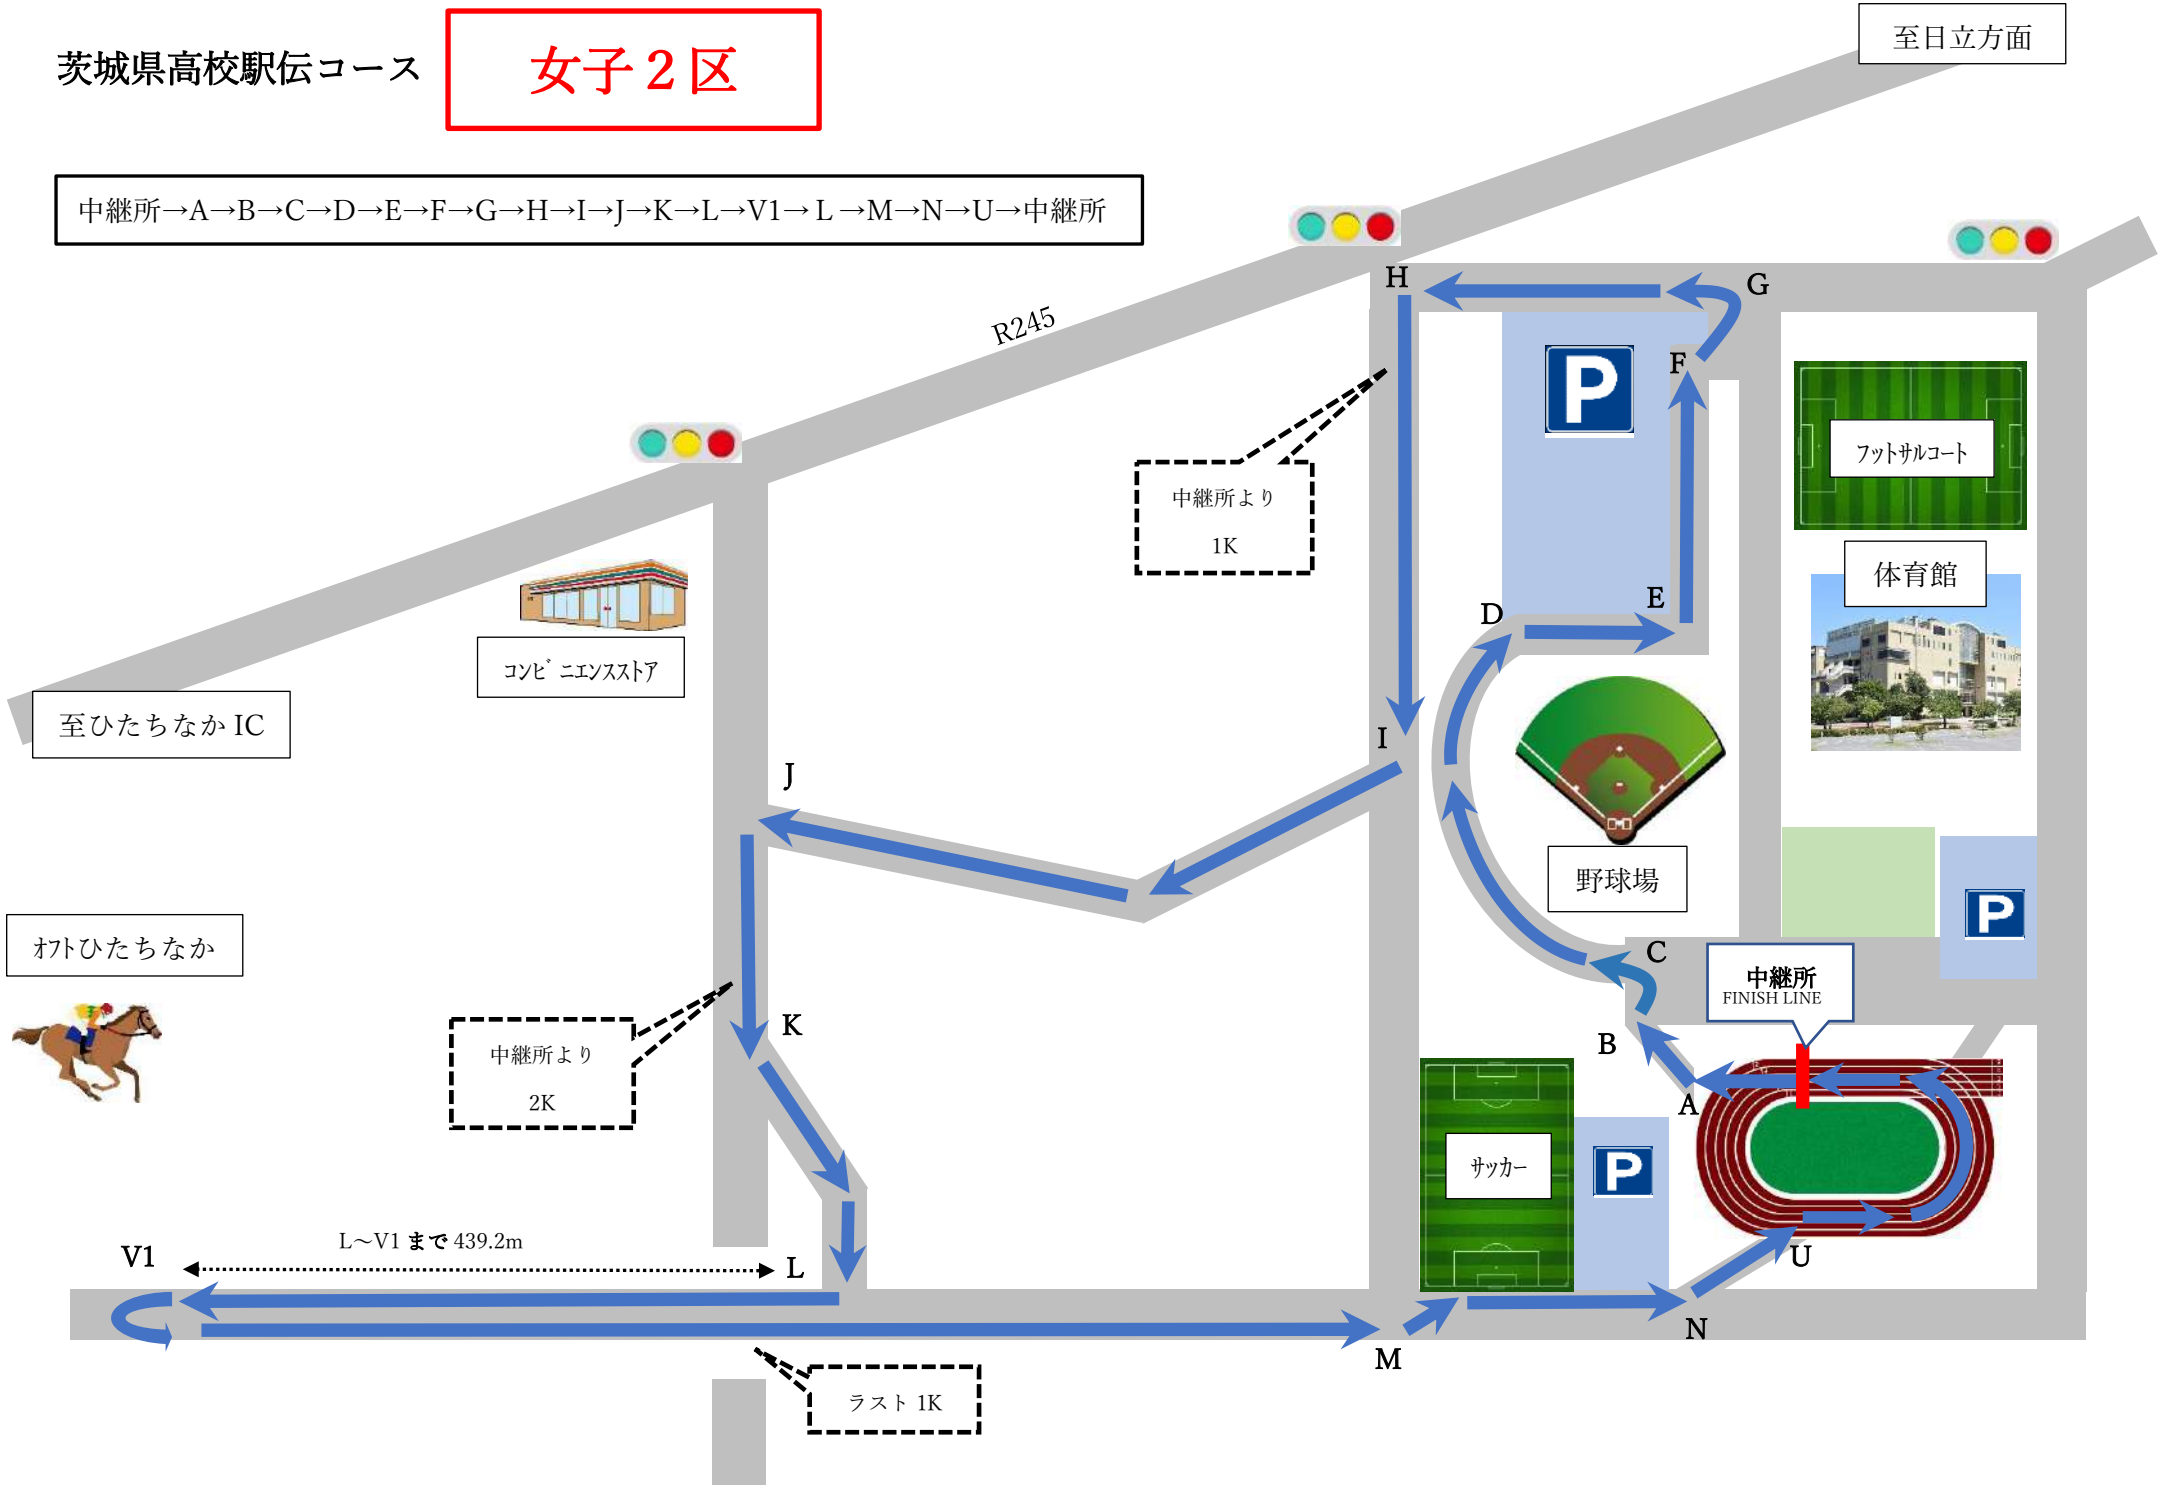 茨城県高校駅伝コース
女子２区
至日立方面
中継所→A→B→C→D→E→F→G→H→I→J→K→L→V1→L→M→N→U→中継所
H
G
R245
F
P
フットサルコート
中継所より
1K
体育館
D
E
コンビニエンスストア
至ひたちなか IC
I
J
野球場
P
オフトひたちなか
C
中継所
FINISH LINE
K
B
中継所より
2K
A
サッカー
P
L～V1 まで 439.2m
V1
L
U
N
M
ラスト 1K